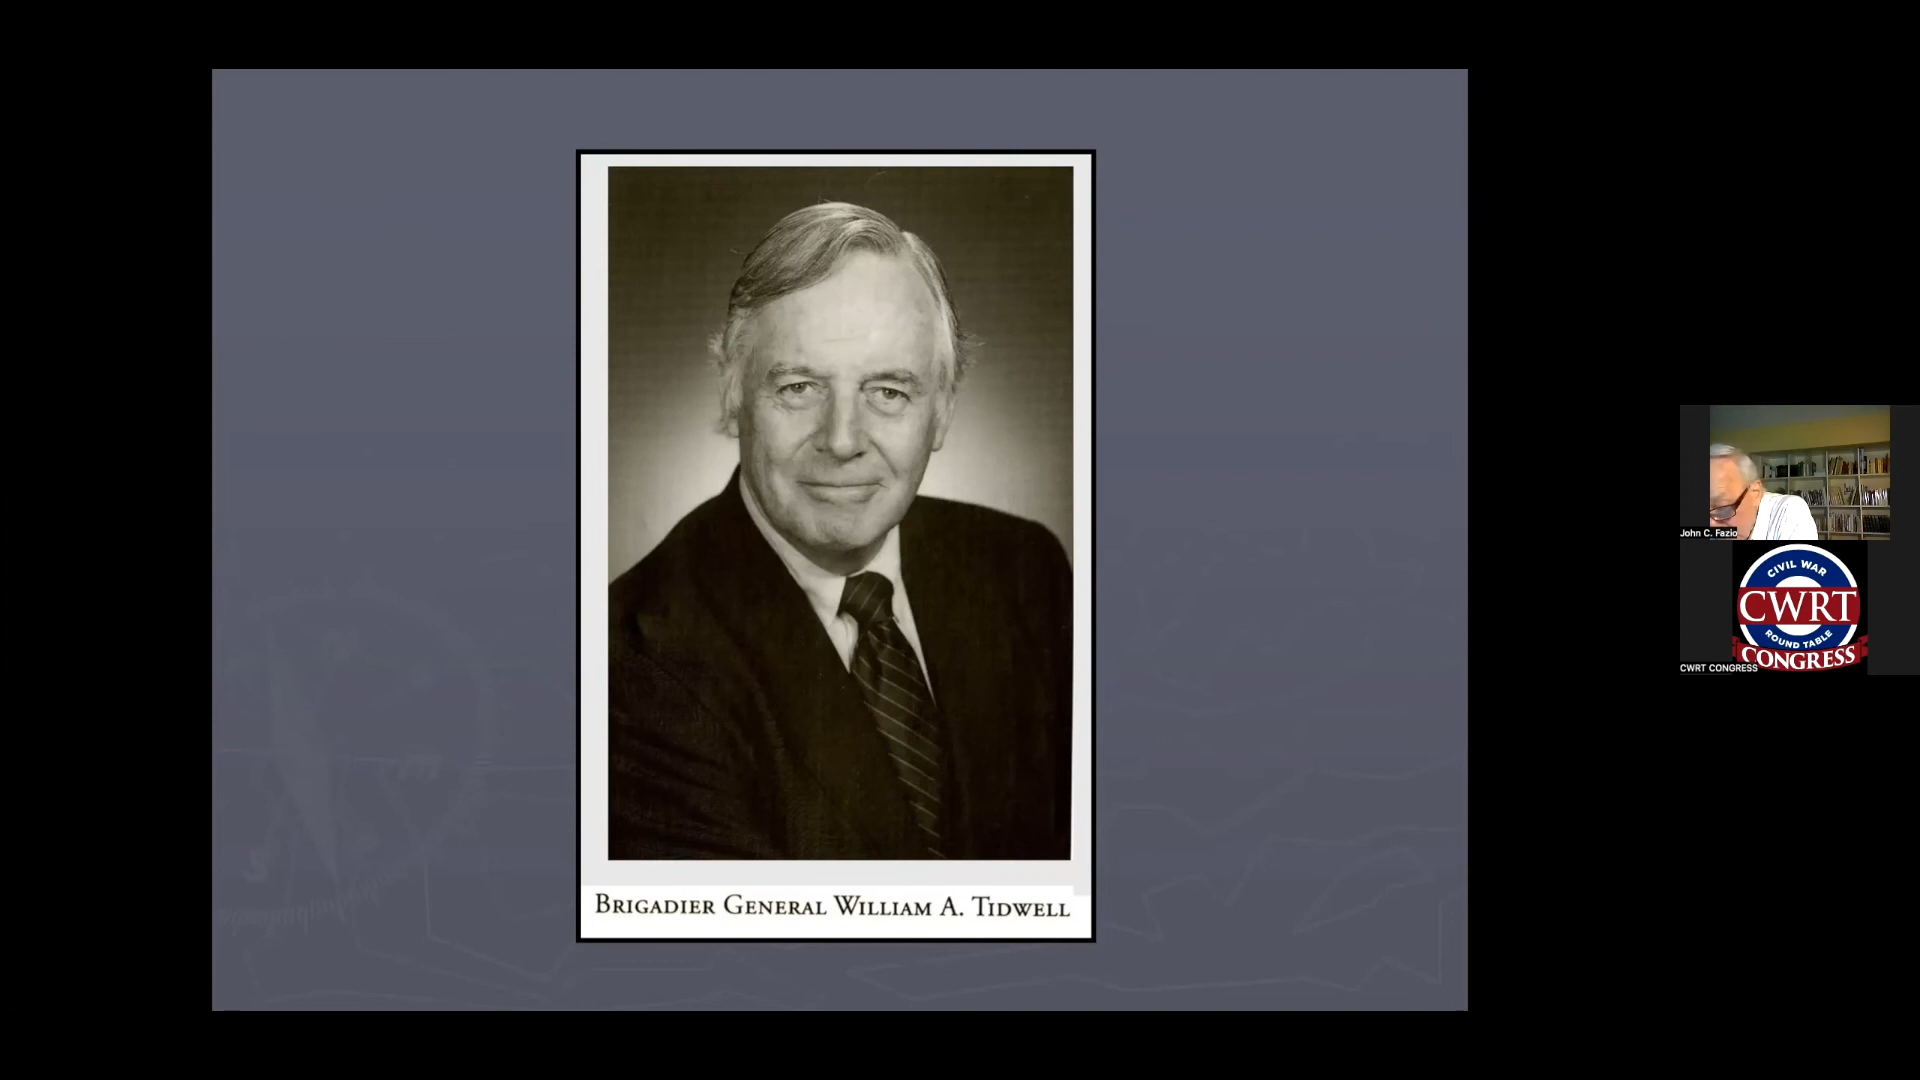 BRIGADIER GENERAL WILLIAM A. TIDWELL
John C. Fazio
CIVIL WAR
CWRT
ROUND TABLE
CONGRESS
CWRT CONGRESS